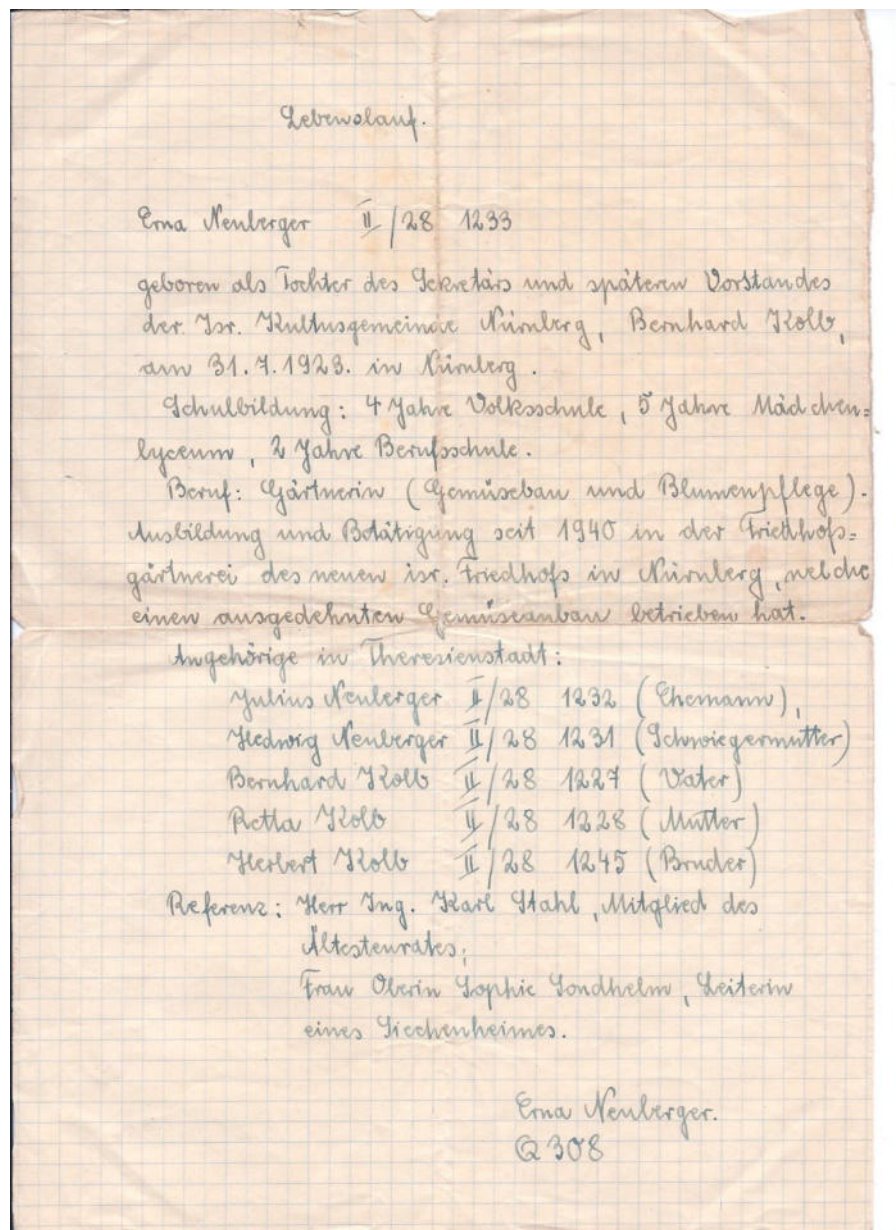 Lebenslauf.
Erna Neuberger II/28 1233
geboren als Tochter des Sekretärs und späteren Vorstandes
der Isr. Kultusgemeinde Nürnberg, Bernhard Kolb,
am 31.7.1923. in Nürnberg.
Schulbildung: 4 Jahre Volksschule, 5 Jahre Mädchen=
lyceum, 2 Jahre Berufsschule.
Beruf: Gärtnerin (Gemüsebau und Blumenpflege).
Ausbildung und Betätigung seit 1940 in der Friedhofs=
gärtnerei des neuen isr. Friedhofs in Nürnberg, welche
einen ausgedehnten Gemüseanbau betrieben hat.
Angehörige in Theresienstadt:
Julius Neuberger II/28 1232 (Ehemann),
Hedwig Neuberger II/28 1231 (Schwiegermutter)
Bernhard Kolb II/28 1227 (Vater)
Retta Kolb II/28 1228 (Mutter)
Herbert Kolb II/28 1245 (Bruder)
Referenz: Herr Ing. Karl Stahl, Mitglied des
Ältestenrates;
Frau Oberin Sophie Sondhelm, Leiterin
eines Siechenheimes.
Erna Neuberger.
Q 308